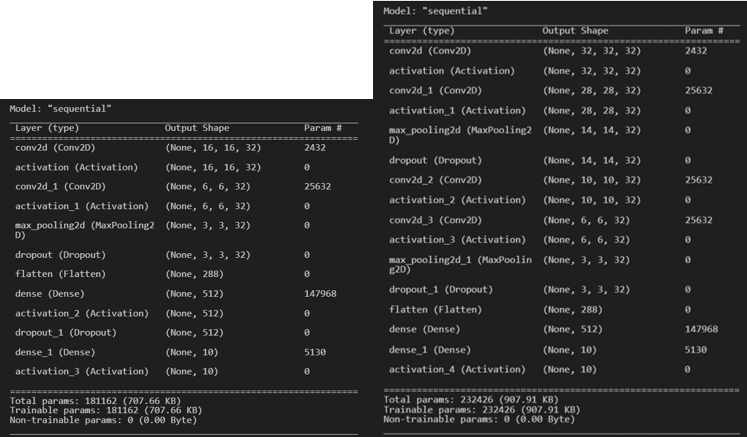 Model: "sequential"
Layer (type) Output Shape Param #
conv2d (Conv2D) (None, 16, 16, 32) 2432
activation (Activation) (None, 16, 16, 32) 0
conv2d_1 (Conv2D) (None, 6, 6, 32) 25632
activation_1 (Activation) (None, 6, 6, 32) 0
max_pooling2d (MaxPooling2 (None, 3, 3, 32) 0
D)
dropout (Dropout) (None, 3, 3, 32) 0
flatten (Flatten) (None, 288) 0
dense (Dense) (None, 512) 147968
activation_2 (Activation) (None, 512) 0
dropout_1 (Dropout) (None, 512) 0
dense_1 (Dense) (None, 10) 5130
activation_3 (Activation) (None, 10) 0
Total params: 181162 (707.66 KB)
Trainable params: 181162 (707.66 KB)
Non-trainable params: 0 (0.00 Byte)
Model: "sequential"
Layer (type) Output Shape Param #
conv2d (Conv2D) (None, 32, 32, 32) 2432
activation (Activation) (None, 32, 32, 32) 0
conv2d_1 (Conv2D) (None, 28, 28, 32) 25632
activation_1 (Activation) (None, 28, 28, 32) 0
max_pooling2d (MaxPooling2 (None, 14, 14, 32) 0
D)
dropout (Dropout) (None, 14, 14, 32) 0
conv2d_2 (Conv2D) (None, 10, 10, 32) 25632
activation_2 (Activation) (None, 10, 10, 32) 0
conv2d_3 (Conv2D) (None, 6, 6, 32) 25632
activation_3 (Activation) (None, 6, 6, 32) 0
max_pooling2d_1 (MaxPoolin (None, 3, 3, 32) 0
g2D)
dropout_1 (Dropout) (None, 3, 3, 32) 0
flatten (Flatten) (None, 288) 0
dense (Dense) (None, 512) 147968
dense_1 (Dense) (None, 10) 5130
activation_4 (Activation) (None, 10) 0
Total params: 232426 (907.91 KB)
Trainable params: 232426 (907.91 KB)
Non-trainable params: 0 (0.00 Byte)